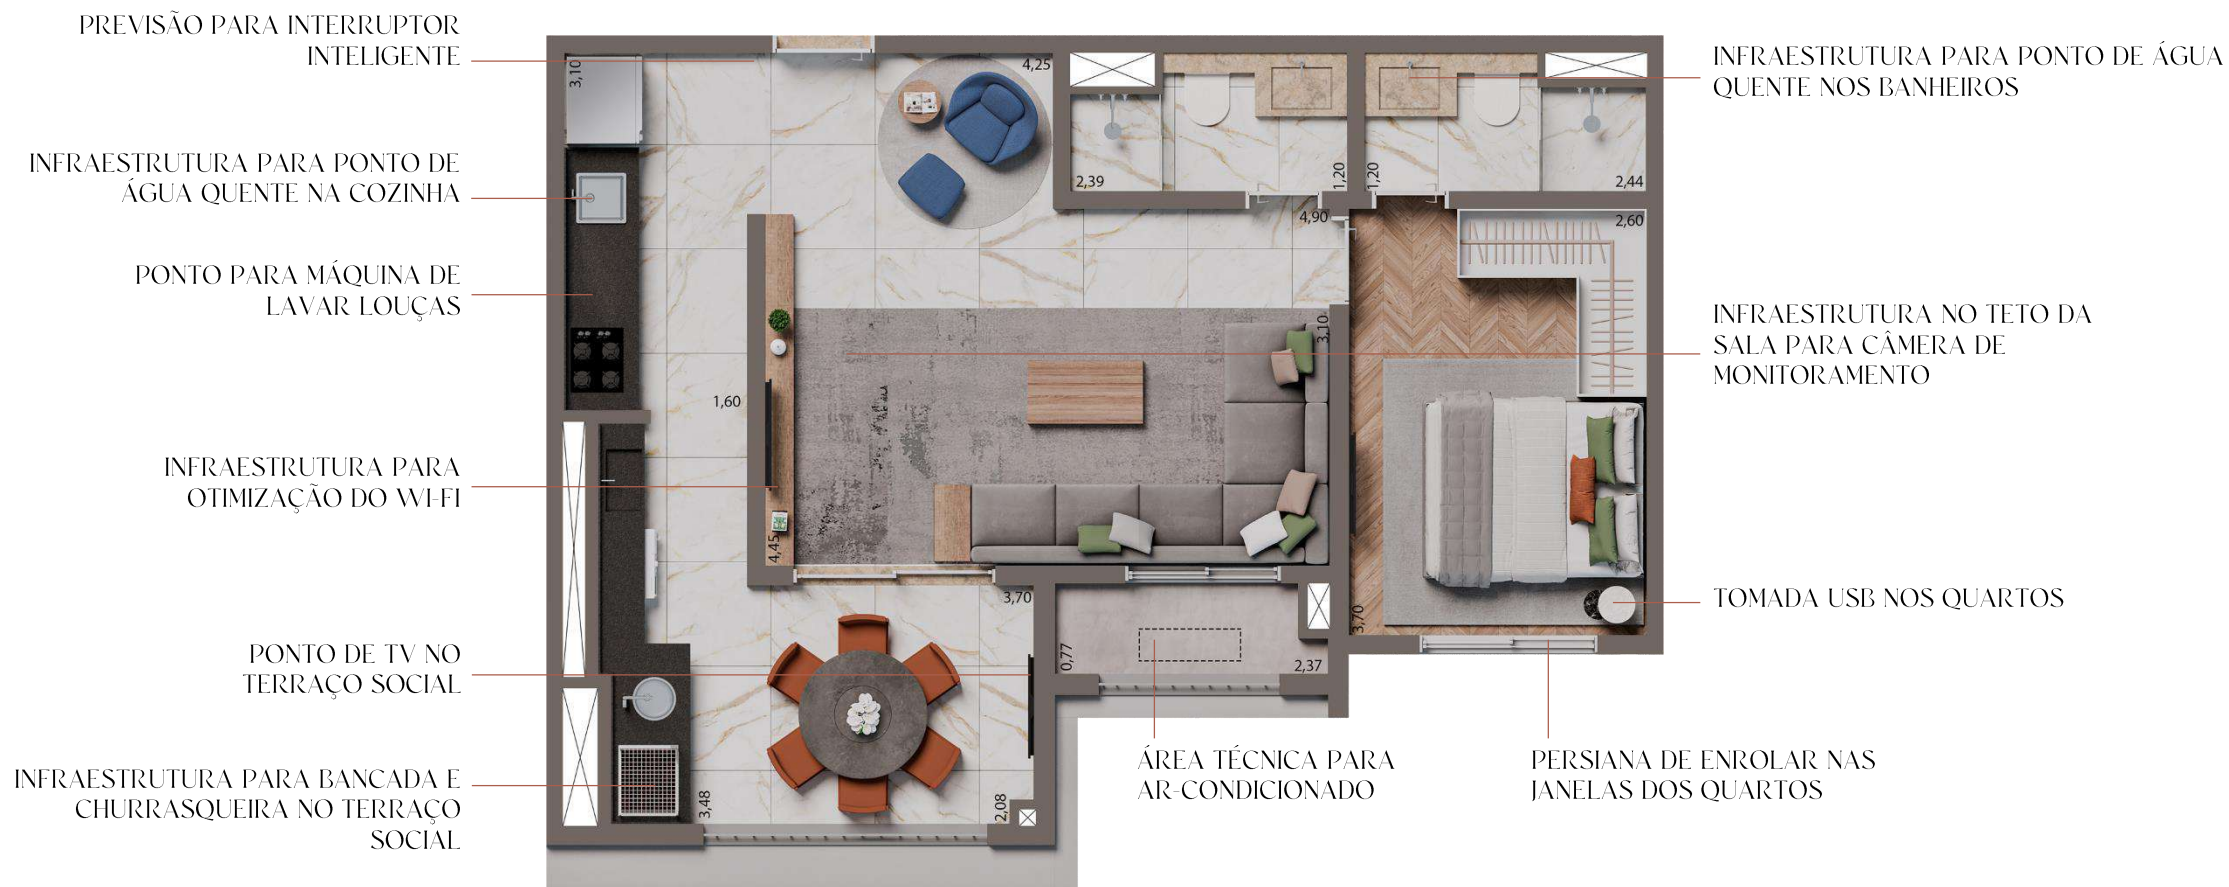 PREVISÃO PARA INTERRUPTOR
INTELIGENTE
INFRAESTRUTURA PARA PONTO DE
ÁGUA QUENTE NA COZINHA
PONTO PARA MÁQUINA DE
LAVAR LOUÇAS
INFRAESTRUTURA PARA
OTIMIZAÇÃO DO WI-FI
PONTO DE TV NO
TERRAÇO SOCIAL
INFRAESTRUTURA PARA BANCADA E
CHURRASQUEIRA NO TERRAÇO
SOCIAL
3,10
4,25
2,39
1,20
1,20
2,44
4,90
2,60
3,10
1,60
4,45
3,70
3,70
0,77
2,37
3,48
2,08
ÁREA TÉCNICA PARA
AR-CONDICIONADO
PERSIANA DE ENROLAR NAS
JANELAS DOS QUARTOS
INFRAESTRUTURA PARA PONTO DE ÁGUA
QUENTE NOS BANHEIROS
INFRAESTRUTURA NO TETO DA
SALA PARA CÂMERA DE
MONITORAMENTO
TOMADA USB NOS QUARTOS